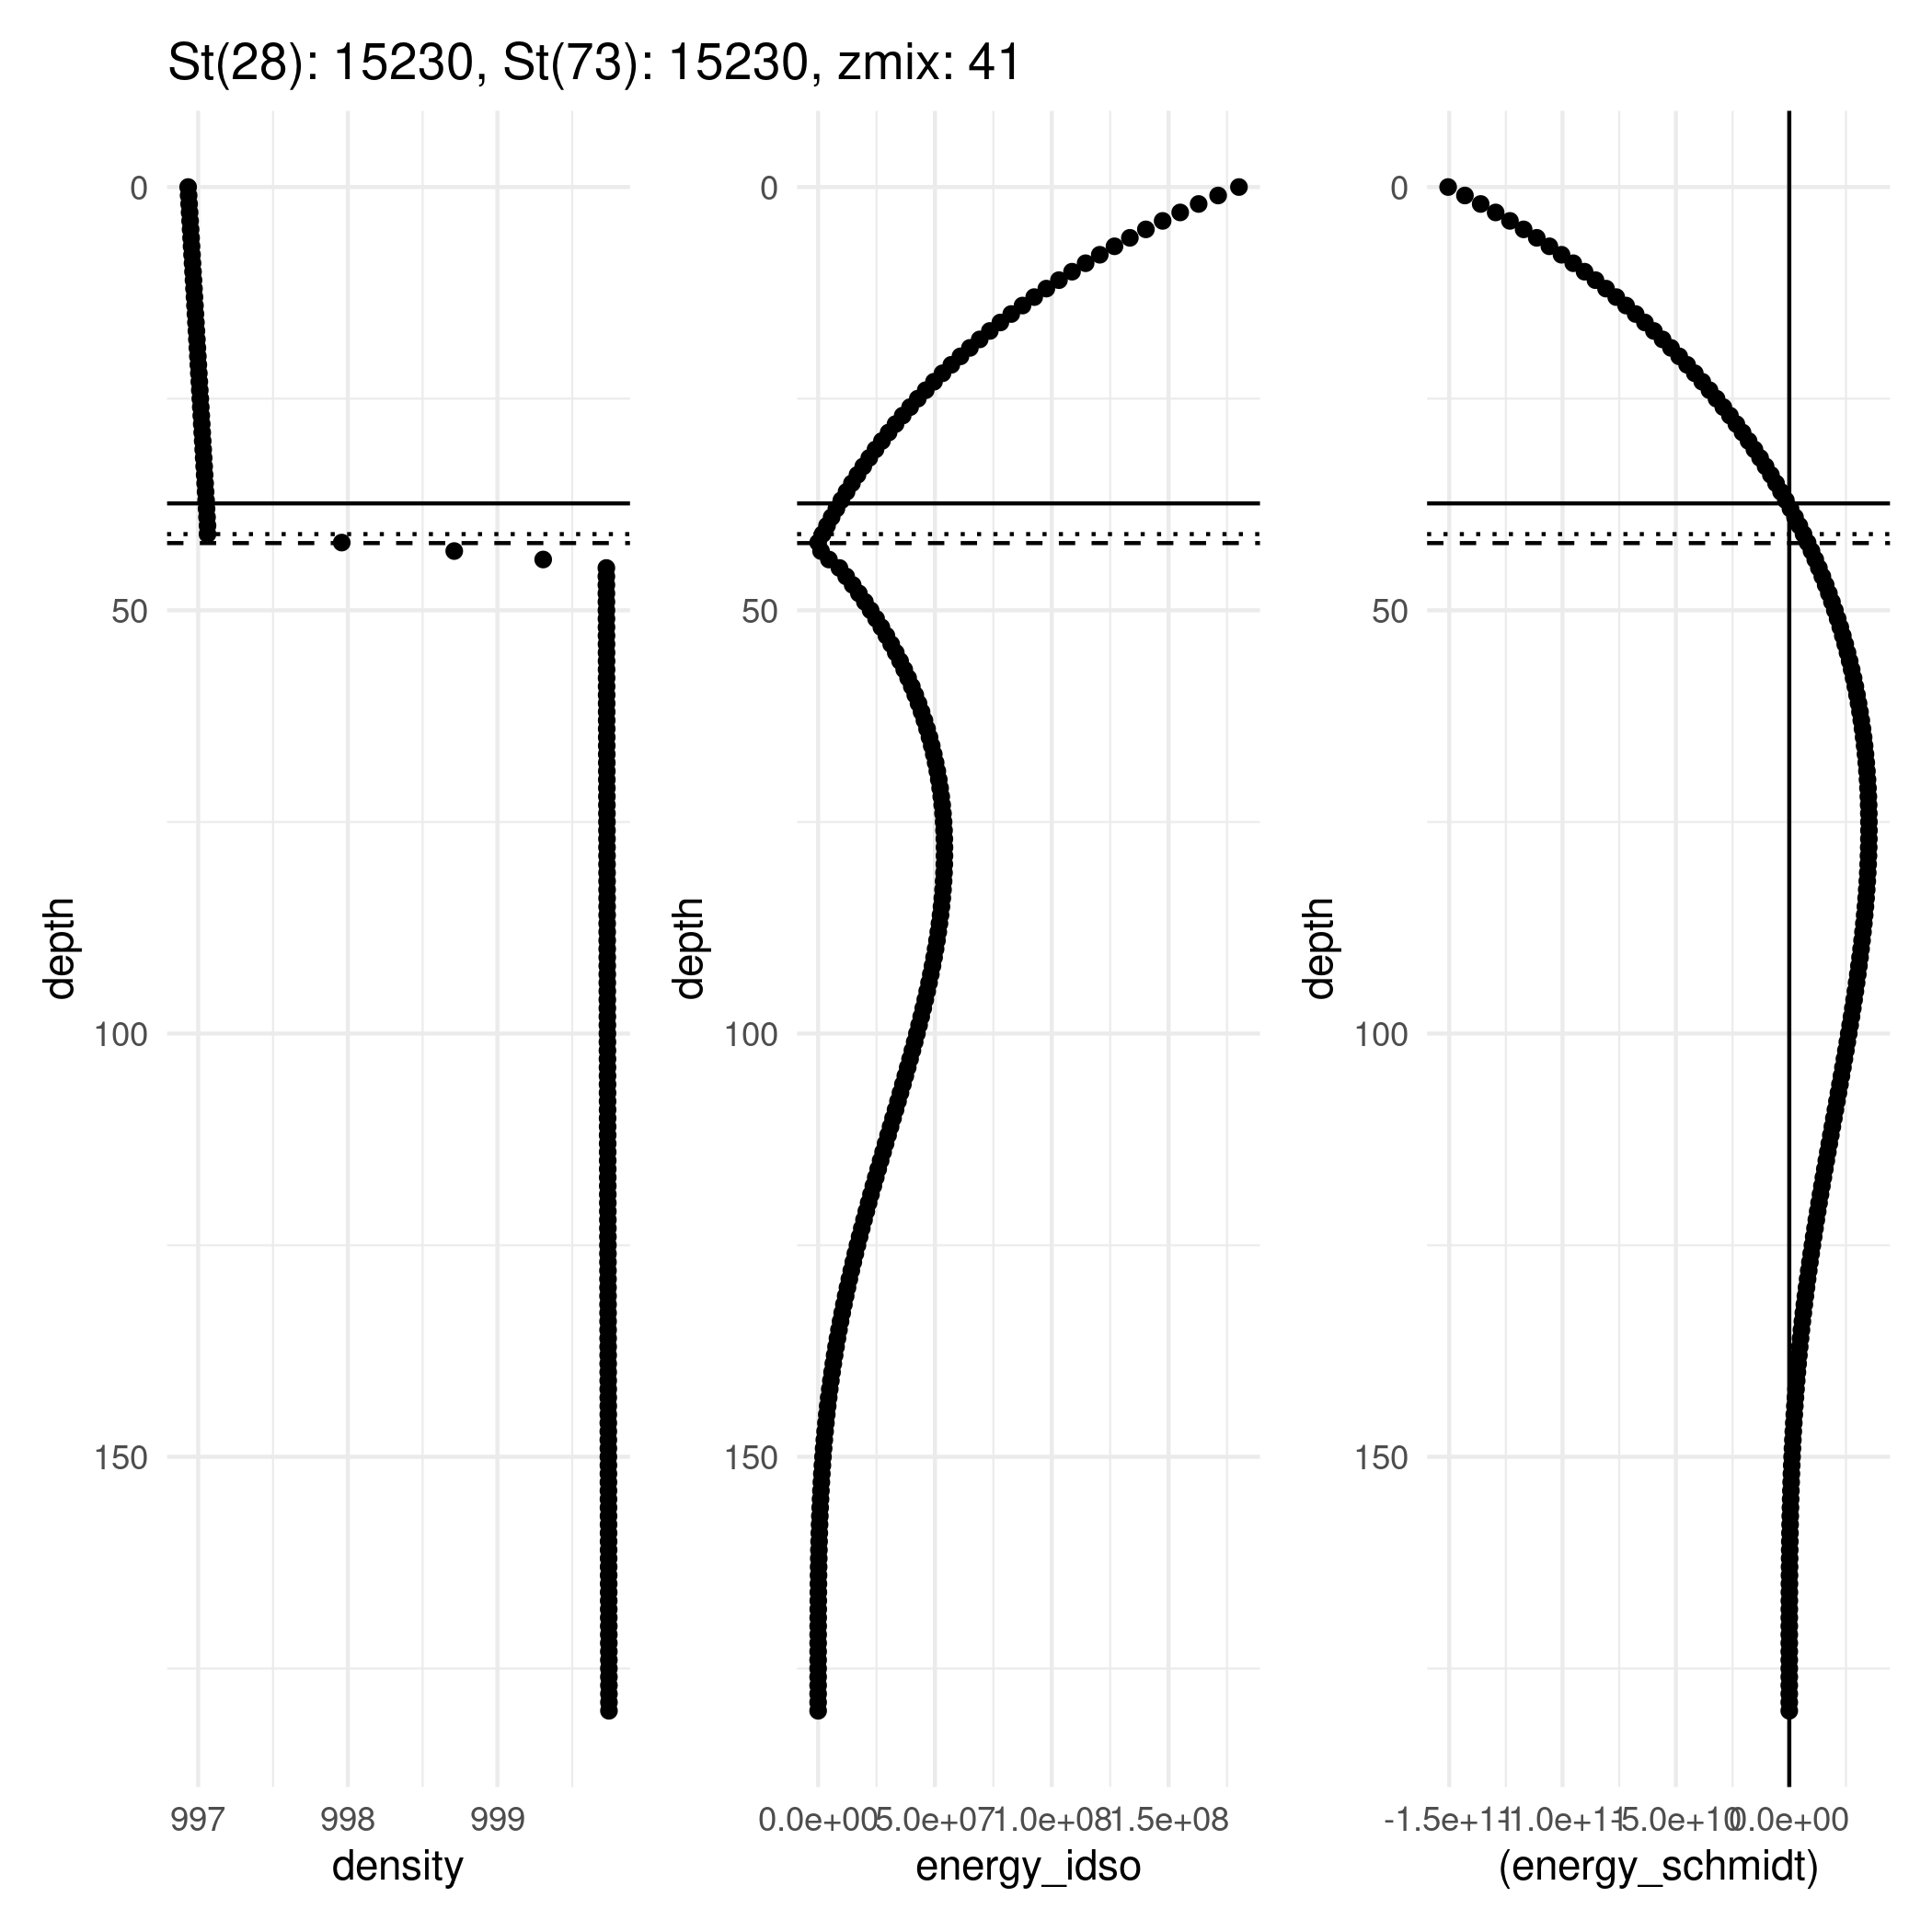 St(28): 15230, St(73): 15230, zmix: 41
0
50
100
150
depth
997
998
999
density
0
50
100
150
depth
0.0e+00
5.0e+07
1.0e+08
1.5e+08
energy_idso
0
50
100
150
depth
-1.5e+11
-1.0e+11
-5.0e+10
0.0e+00
(energy_schmidt)